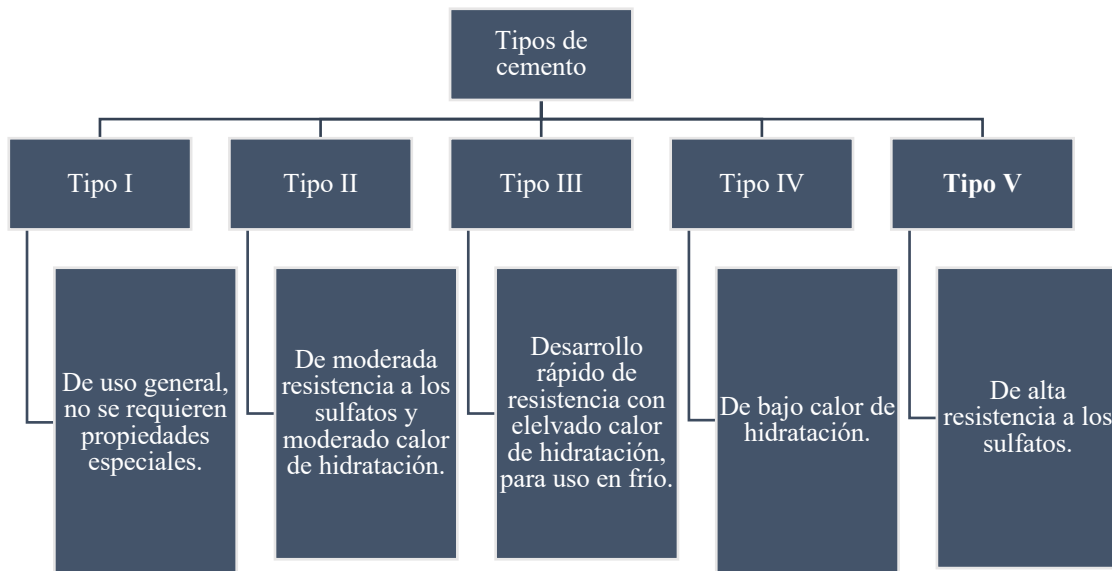 Tipos de
cemento
Tipo I
Tipo II
Tipo III
Tipo IV
Tipo V
De uso general,
no se requieren
propiedades
especiales.
De moderada
resistencia a los
sulfatos y
moderado calor
de hidratación.
Desarrollo
rápido de
resistencia con
elelvado calor
de hidratación,
para uso en frío.
De bajo calor de
hidratación.
De alta
resistencia a los
sulfatos.